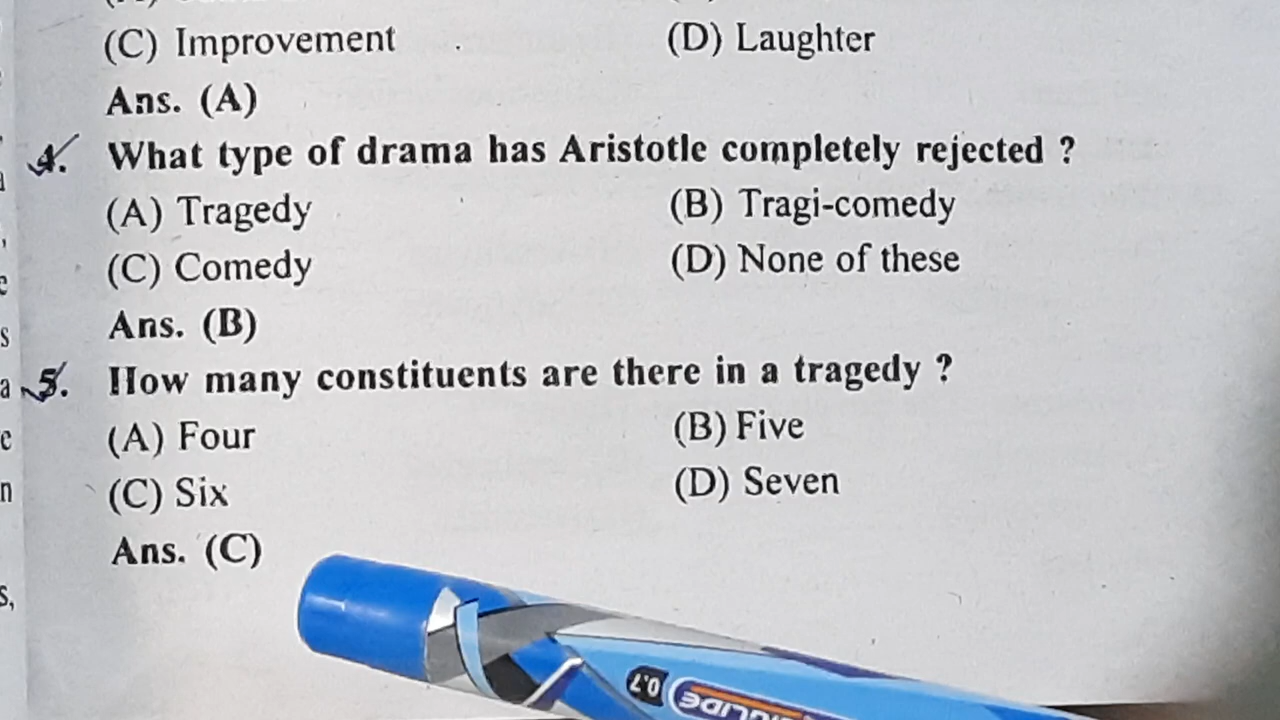 (C) Improvement (D) Laughter
Ans. (A)
4. What type of drama has Aristotle completely rejected ?
(A) Tragedy (B) Tragi-comedy
(C) Comedy (D) None of these
Ans. (B)
5. How many constituents are there in a tragedy ?
(A) Four (B) Five
(C) Six (D) Seven
Ans. (C)
0.7